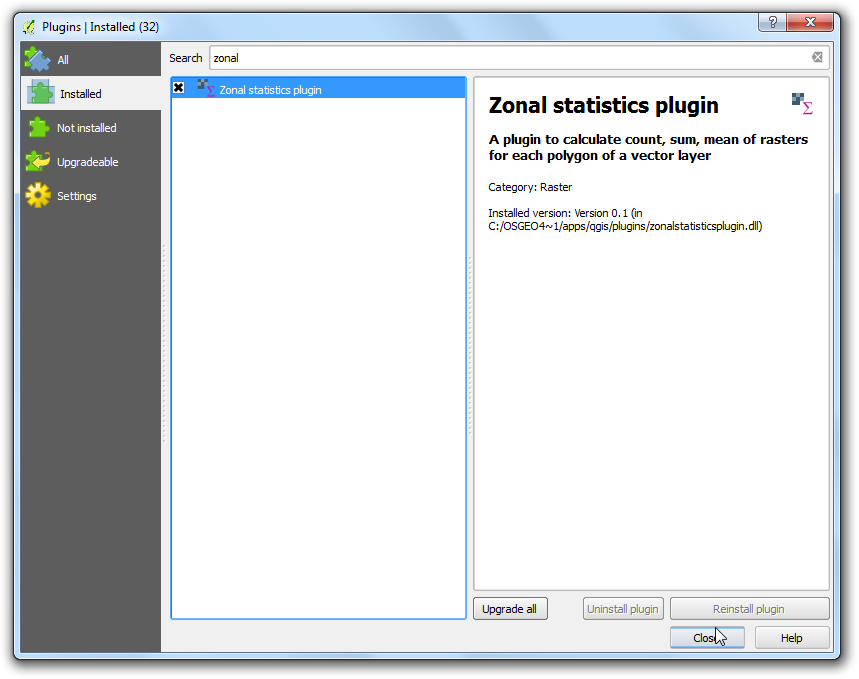 Plugins | Installed (32)
?
All
Installed
Not installed
Upgradeable
Settings
Search
zonal
Zonal statistics plugin
Zonal statistics plugin
A plugin to calculate count, sum, mean of rasters
for each polygon of a vector layer
Category: Raster
Installed version: Version 0.1 (in
C:/OSGEO4~1/apps/qgis/plugins/zonalstatisticsplugin.dll)
Upgrade all
Uninstall plugin
Reinstall plugin
Close
Help